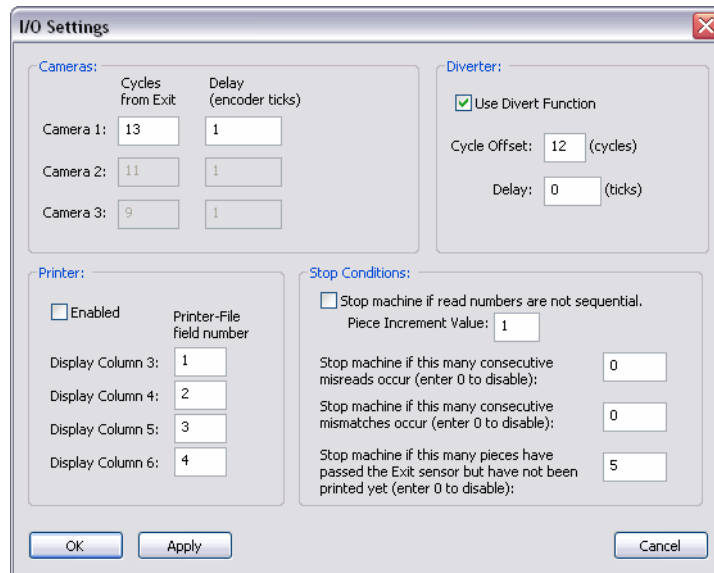 I/O Settings
Cameras:
Cycles from Exit
Delay (encoder ticks)
Camera 1: 13 1
Camera 2: 11 1
Camera 3: 9 1
Diverter:
Use Divert Function
Cycle Offset: 12 (cycles)
Delay: 0 (ticks)
Printer:
Enabled
Printer-File
field number
Display Column 3: 1
Display Column 4: 2
Display Column 5: 3
Display Column 6: 4
Stop Conditions:
Stop machine if read numbers are not sequential.
Piece Increment Value: 1
Stop machine if this many consecutive
misreads occur (enter 0 to disable): 0
Stop machine if this many consecutive
mismatches occur (enter 0 to disable): 0
Stop machine if this many pieces have
passed the Exit sensor but have not been
printed yet (enter 0 to disable): 5
OK Apply Cancel